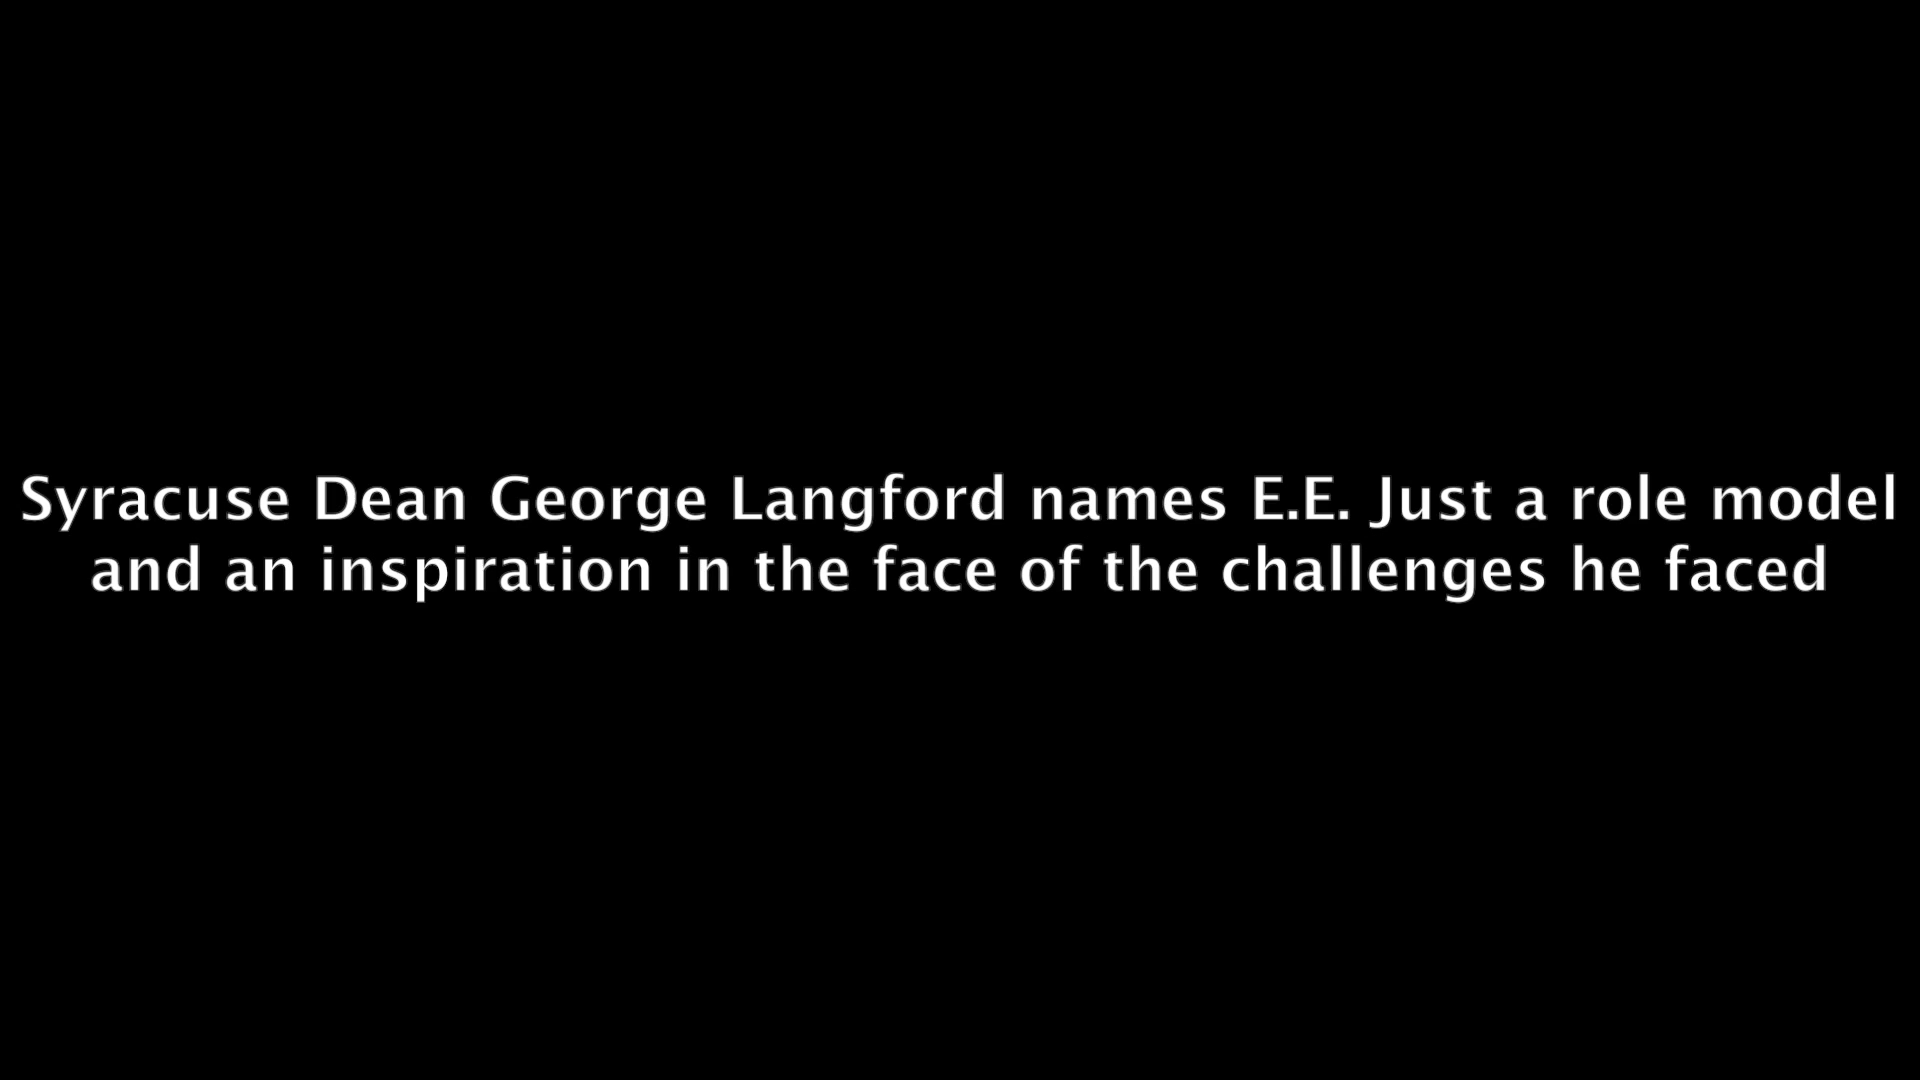 Syracuse Dean George Langford names E.E. Just a role model
and an inspiration in the face of the challenges he faced